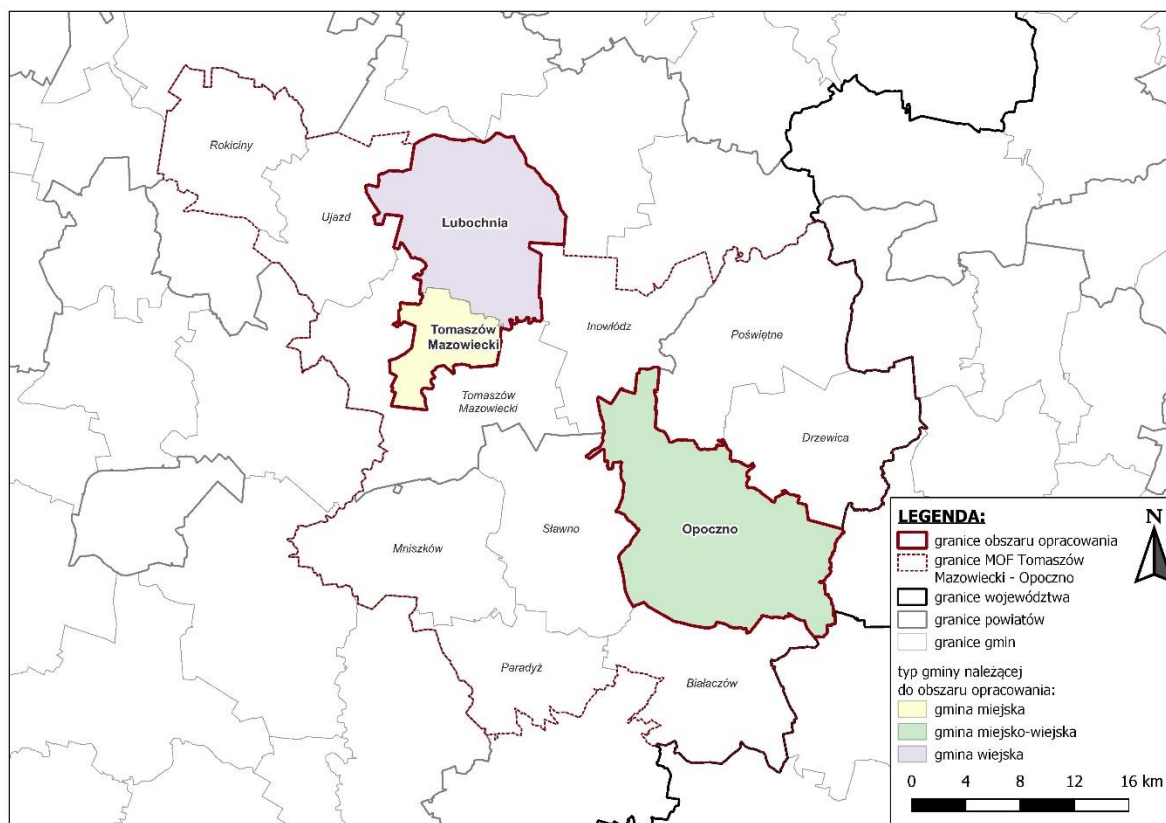 Rokiciny
Ujazd
Lubochnia
Tomaszów
Mazowiecki
Inowłódz
Poświętne
Tomaszów
Mazowiecki
Drzewica
Mniszków
Sławno
Opoczno
Paradyż
Białaczów
LEGENDA:
N
granice obszaru opracowania
granice MOF Tomaszów
Mazowiecki - Opoczno
granice województwa
granice powiatów
granice gmin
typ gminy należącej
do obszaru opracowania:
gmina miejska
gmina miejsko-wiejska
gmina wiejska
0 4 8 12 16 km